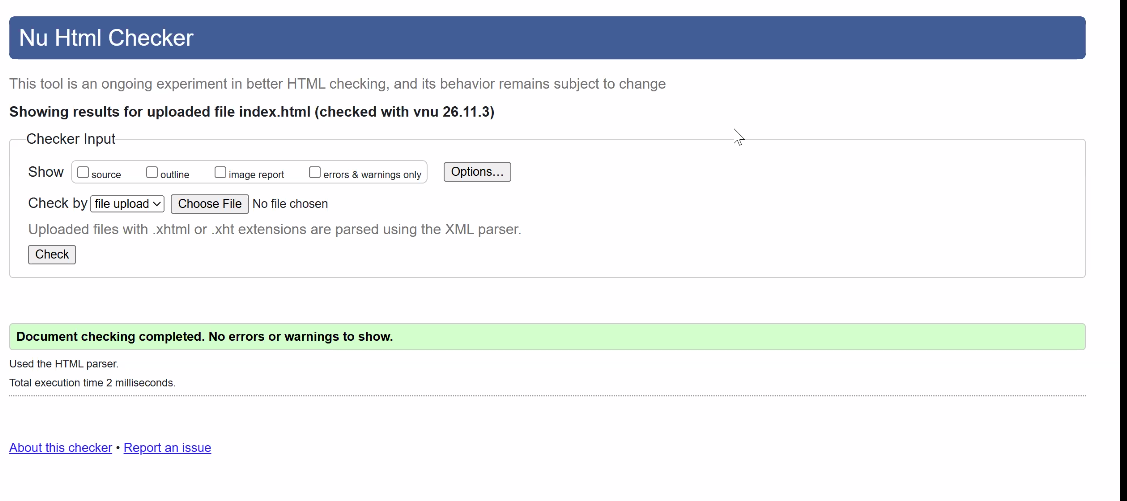 Nu Html Checker
This tool is an ongoing experiment in better HTML checking, and its behavior remains subject to change
Showing results for uploaded file index.html (checked with vnu 26.11.3)
Checker Input
Show source outline image report errors & warnings only Options...
Check by file upload Choose File No file chosen
Uploaded files with .xhtml or .xht extensions are parsed using the XML parser.
Check
Document checking completed. No errors or warnings to show.
Used the HTML parser.
Total execution time 2 milliseconds.
About this checker • Report an issue